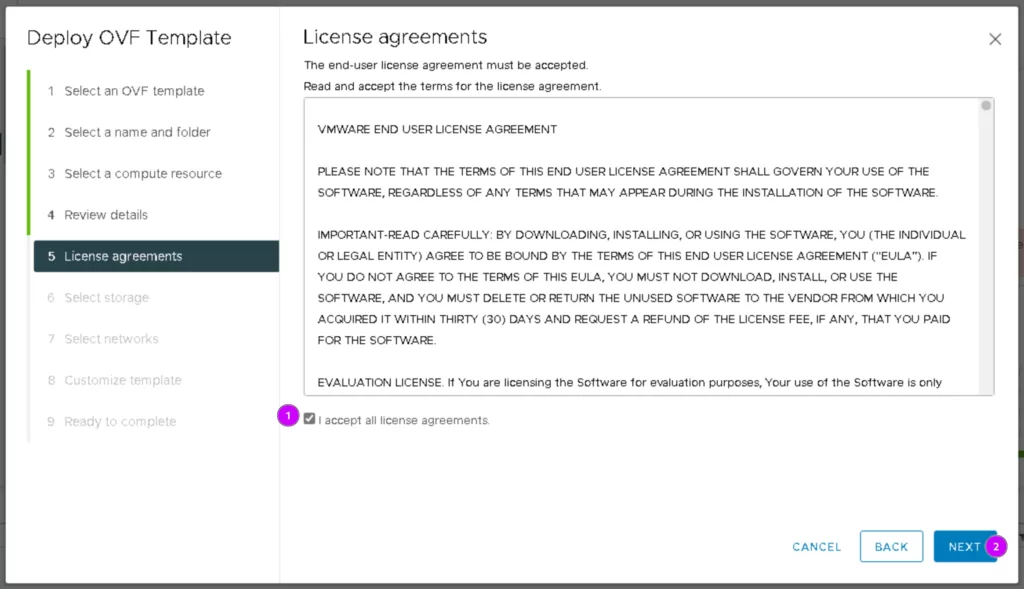 Deploy OVF Template
1 Select an OVF template
2 Select a name and folder
3 Select a compute resource
4 Review details
5 License agreements
6 Select storage
7 Select networks
8 Customize template
9 Ready to complete
License agreements
The end-user license agreement must be accepted.
Read and accept the terms for the license agreement.
VMWARE END USER LICENSE AGREEMENT
PLEASE NOTE THAT THE TERMS OF THIS END USER LICENSE AGREEMENT SHALL GOVERN YOUR USE OF THE
SOFTWARE, REGARDLESS OF ANY TERMS THAT MAY APPEAR DURING THE INSTALLATION OF THE SOFTWARE.
IMPORTANT-READ CAREFULLY: BY DOWNLOADING, INSTALLING, OR USING THE SOFTWARE, YOU (THE INDIVIDUAL
OR LEGAL ENTITY) AGREE TO BE BOUND BY THE TERMS OF THIS END USER LICENSE AGREEMENT ("EULA"). IF
YOU DO NOT AGREE TO THE TERMS OF THIS EULA, YOU MUST NOT DOWNLOAD, INSTALL, OR USE THE
SOFTWARE, AND YOU MUST DELETE OR RETURN THE UNUSED SOFTWARE TO THE VENDOR FROM WHICH YOU
ACQUIRED IT WITHIN THIRTY (30) DAYS AND REQUEST A REFUND OF THE LICENSE FEE, IF ANY, THAT YOU PAID
FOR THE SOFTWARE.
EVALUATION LICENSE. If You are licensing the Software for evaluation purposes, Your use of the Software is only
1 I accept all license agreements.
CANCEL BACK NEXT 2